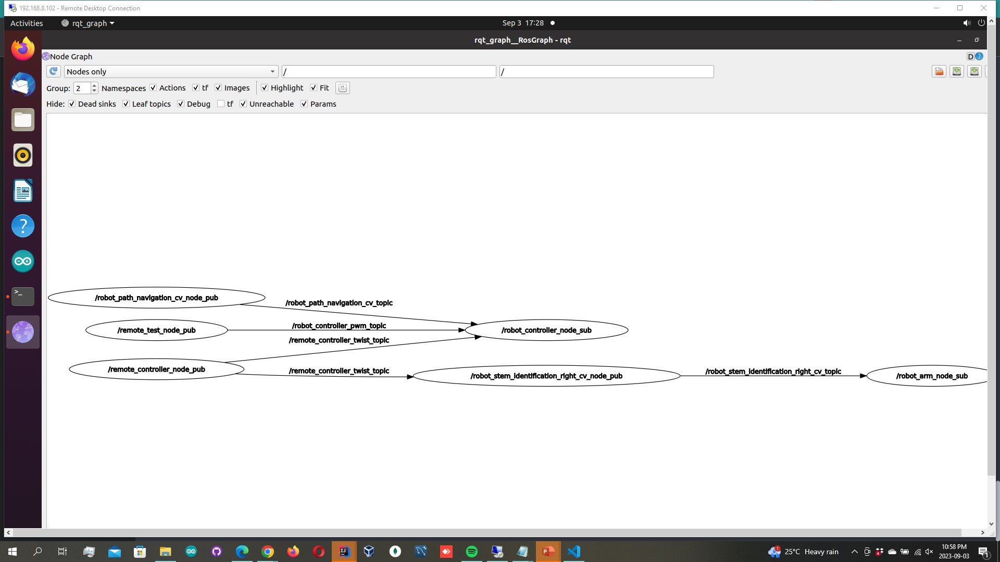 192.168.8.102 - Remote Desktop Connection
Activities rqt_graph Sep 3 17:28
rqt_graph__RosGraph - rqt
Node Graph D ?
Nodes only / /
Group: 2 Namespaces Actions tf Images Highlight Fit
Hide: Dead sinks Leaf topics Debug tf Unreachable Params
/robot_path_navigation_cv_node_pub
/robot_path_navigation_cv_topic
/remote_test_node_pub
/robot_controller_pwm_topic
/robot_controller_node_sub
/remote_controller_twist_topic
/remote_controller_node_pub
/remote_controller_twist_topic
/robot_stem_identification_right_cv_node_pub
/robot_stem_identification_right_cv_topic
/robot_arm_node_sub
25°C Heavy rain
10:58 PM
2023-09-03